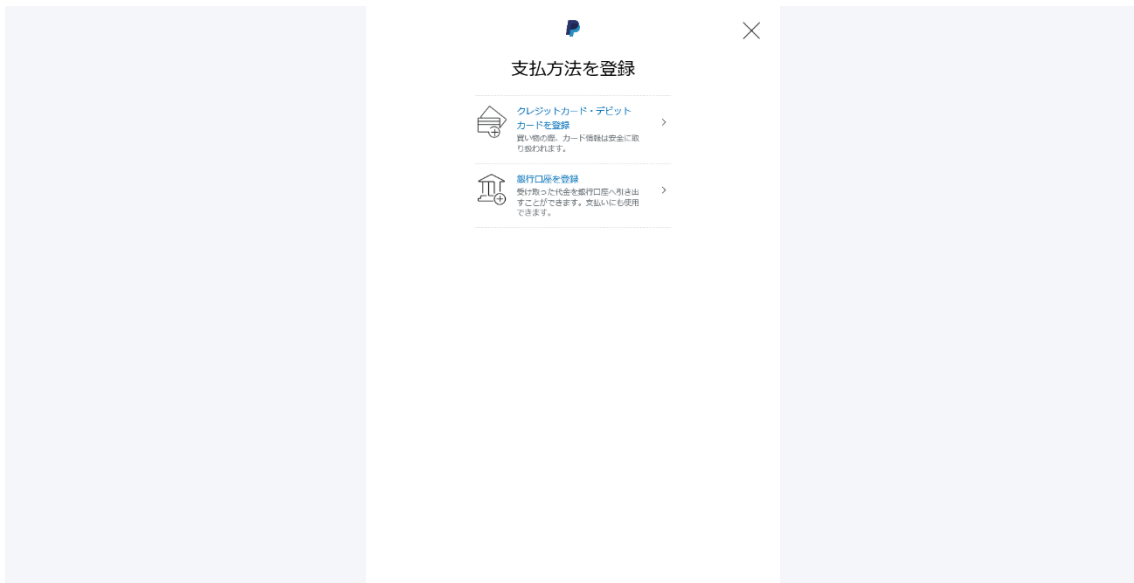 支払方法を登録
クレジットカード・デビット
カードを登録
買い物の際、カード情報は安全に取
り扱われます。
銀行口座を登録
受け取った代金を銀行口座へ引き出
すことができます。支払いにも使用
できます。